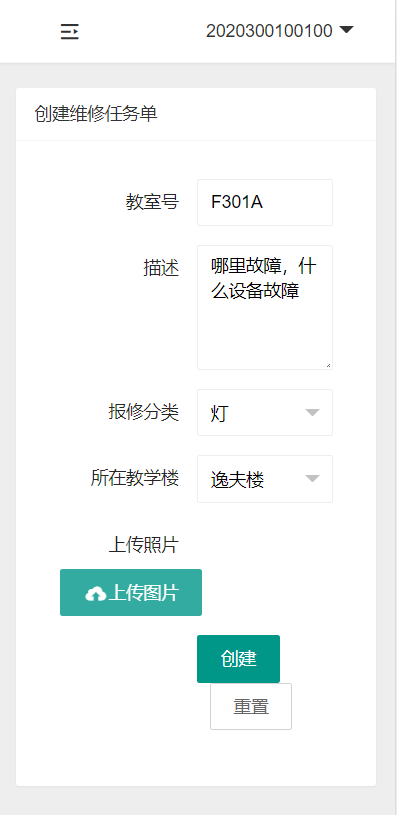 2020300100100
创建维修任务单
教室号
F301A
描述
哪里故障，什
么设备故障
报修分类
灯
所在教学楼
逸夫楼
上传照片
上传图片
创建
重置